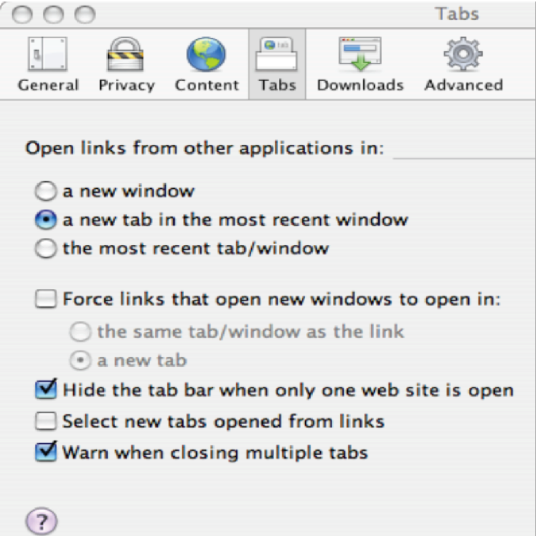 Tabs
General Privacy Content Tabs Downloads Advanced
Open links from other applications in:
a new window
a new tab in the most recent window
the most recent tab/window
Force links that open new windows to open in:
the same tab/window as the link
a new tab
Hide the tab bar when only one web site is open
Select new tabs opened from links
Warn when closing multiple tabs
?